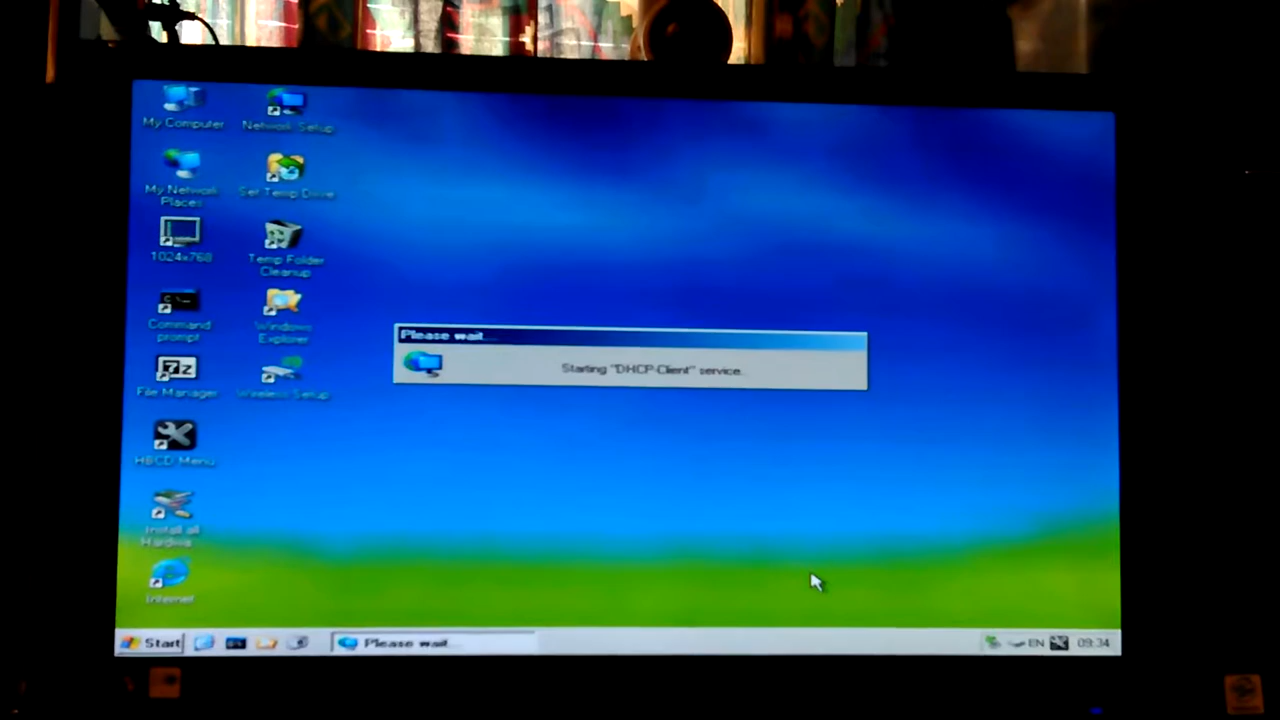 My Computer
Network Setup
My Network
Places
Set Temp Drive
1024x768
Temp Folder
Cleanup
Command
prompt
Windows
Explorer
File Manager
Wireless Setup
HBCD Menu
Install all
Hardwa...
Internet
Please wait...
Starting "DHCP-Client" service.
Start
Please wait...
EN
09:34